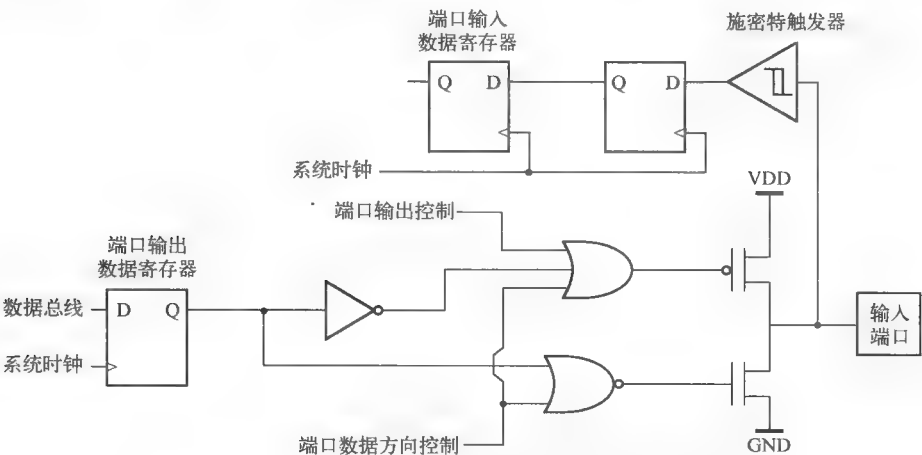 端口输入
数据寄存器
施密特触发器
Q
D
Q
D
系统时钟
VDD
端口输出控制
端口输出
数据寄存器
数据总线
D
Q
系统时钟
输入
端口
端口数据方向控制
GND